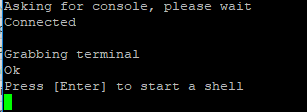 Asking for console, please wait
Connected
Grabbing terminal
Ok
Press [Enter] to start a shell